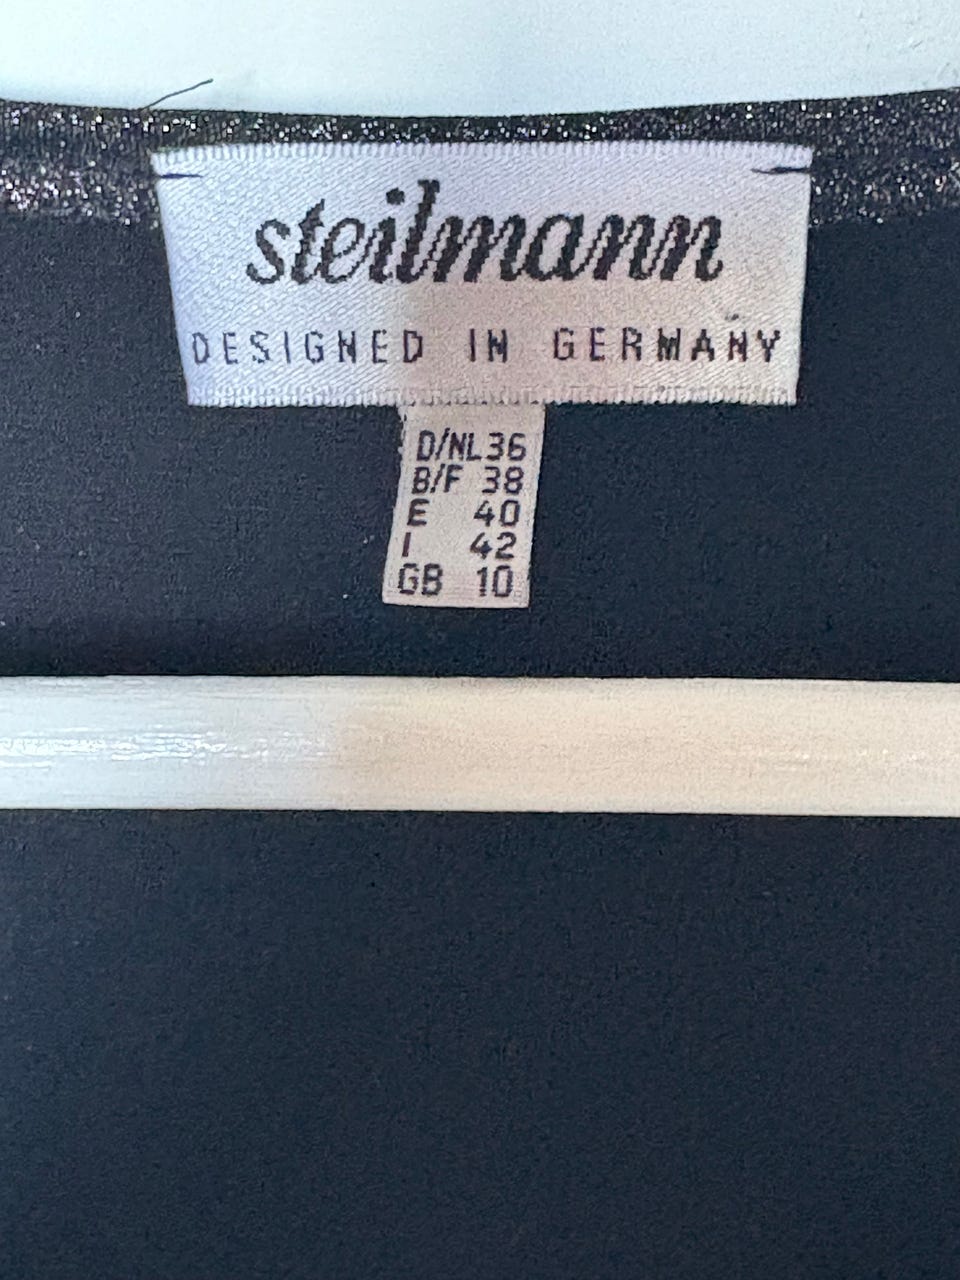 steilmann
DESIGNED IN GERMANY
D/NL 36
B/F 38
E 40
I 42
GB 10